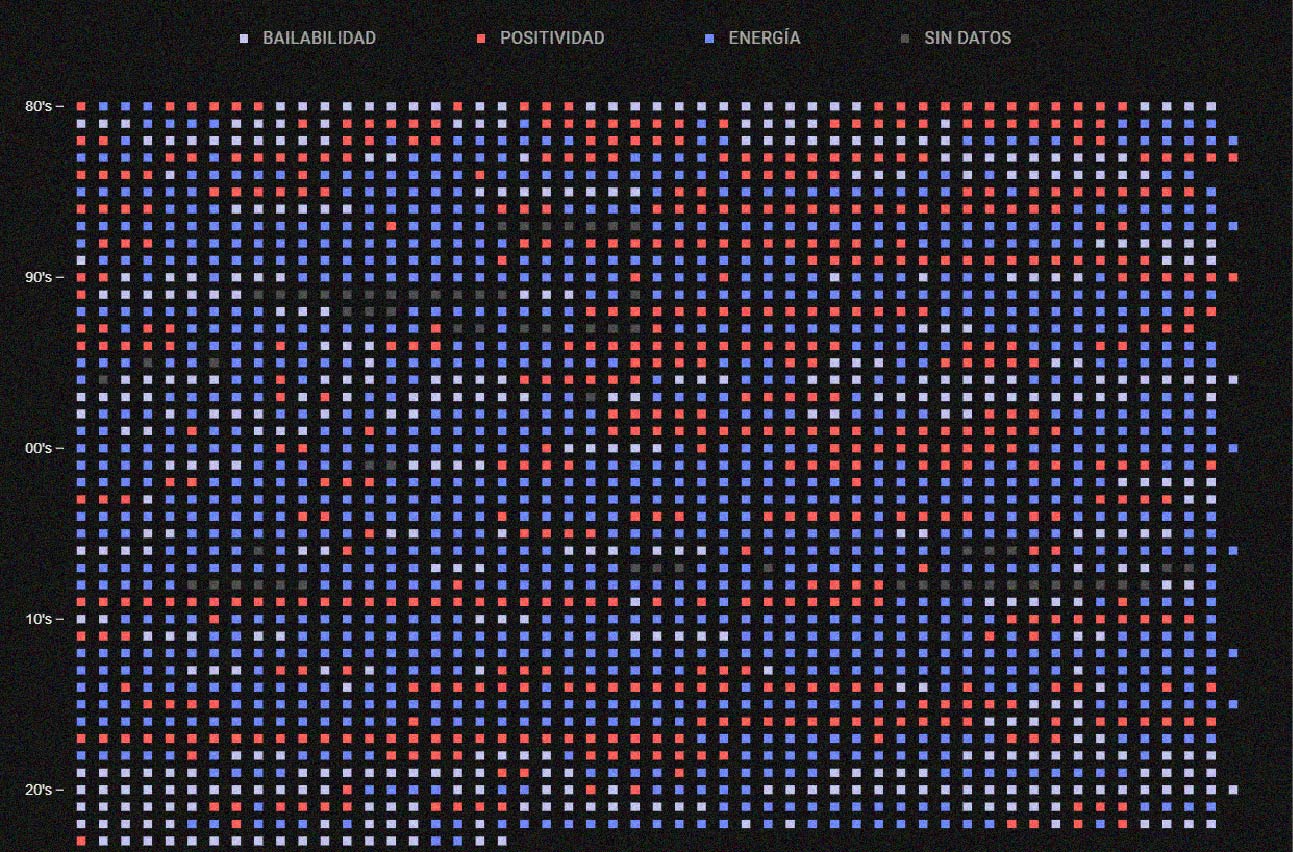 BAILABILIDAD POSITIVIDAD ENERGÍA SIN DATOS
80's
90's
00's
10's
20's